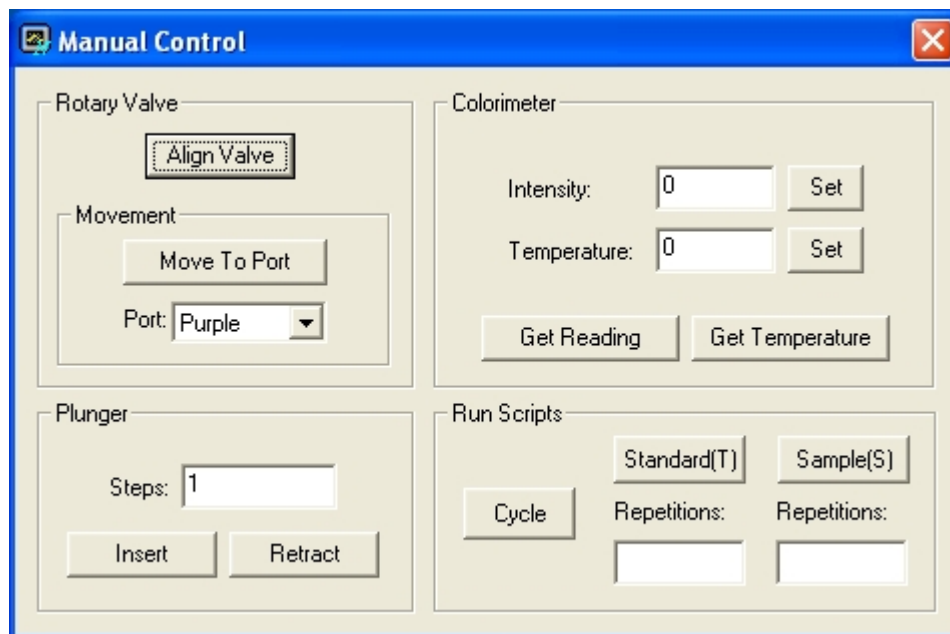 Manual Control
Rotary Valve
Align Valve
Movement
Move To Port
Port: Purple
Colorimeter
Intensity: 0 Set
Temperature: 0 Set
Get Reading Get Temperature
Plunger
Steps: 1
Insert Retract
Run Scripts
Standard(T) Sample(S)
Cycle
Repetitions: Repetitions: